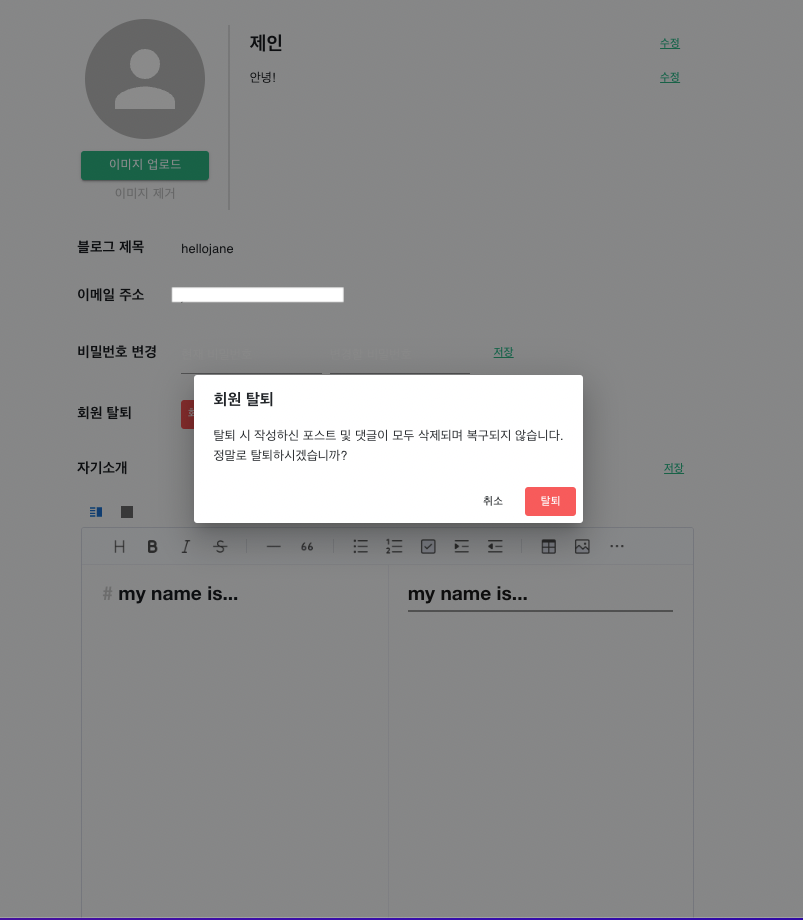 제인
수정
안녕!
수정
이미지 업로드
이미지 제거
블로그 제목
hellojane
이메일 주소
비밀번호 변경
저장
회원 탈퇴
회원 탈퇴
탈퇴 시 작성하신 포스트 및 댓글이 모두 삭제되며 복구되지 않습니다.
정말로 탈퇴하시겠습니까?
취소
탈퇴
자기소개
저장
H B I S — 66
# my name is...
my name is...